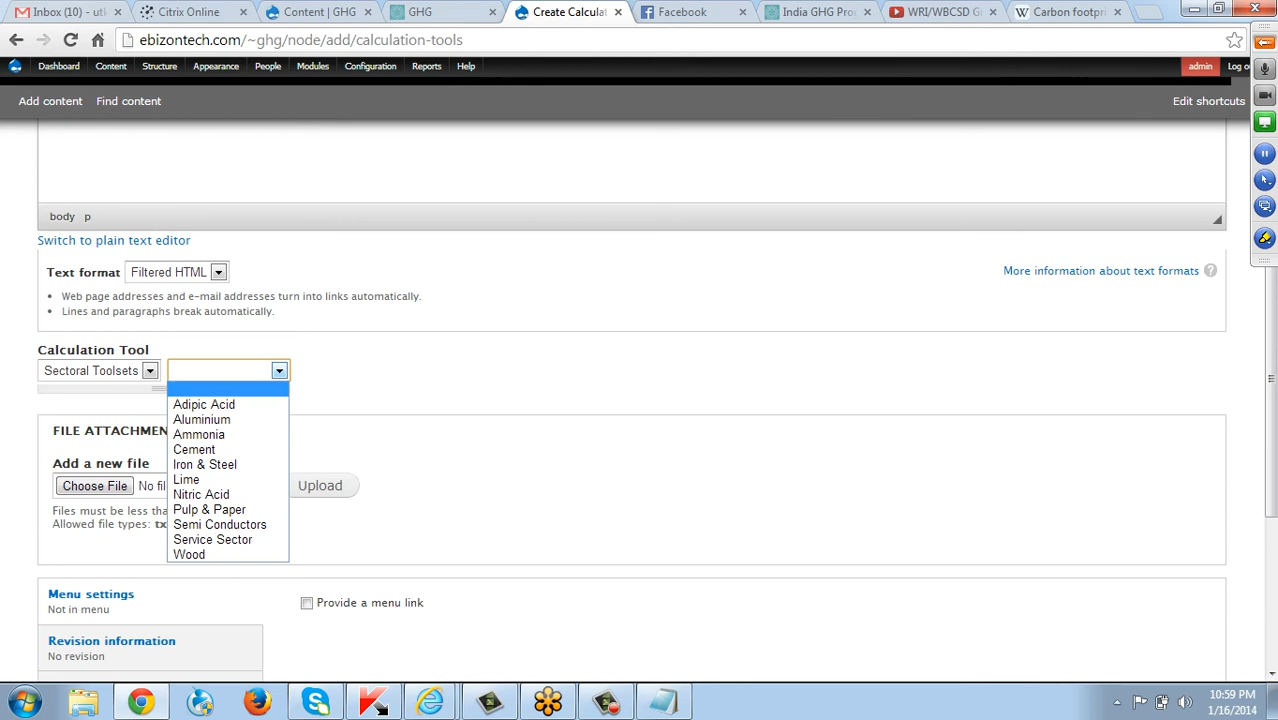 Inbox (10) - utl
Citrix Online
Content | GHG
GHG
Create Calcula
Facebook
India GHG Pro
WRI/WBCSD G
Carbon footpri
ebizontech.com/~ghg/node/add/calculation-tools
Dashboard Content Structure Appearance People Modules Configuration Reports Help admin Log o
Add content Find content Edit shortcuts
body p
Switch to plain text editor
Text format Filtered HTML More information about text formats ?
Web page addresses and e-mail addresses turn into links automatically.
Lines and paragraphs break automatically.
Calculation Tool
Sectoral Toolsets
Adipic Acid
Aluminium
Ammonia
Cement
Iron & Steel
Lime
Nitric Acid
Pulp & Paper
Semi Conductors
Service Sector
Wood
FILE ATTACHMEN
Add a new file
Choose File No fil Upload
Files must be less tha
Allowed file types: tx
Menu settings
Not in menu
Provide a menu link
Revision information
No revision
10:59 PM
1/16/2014